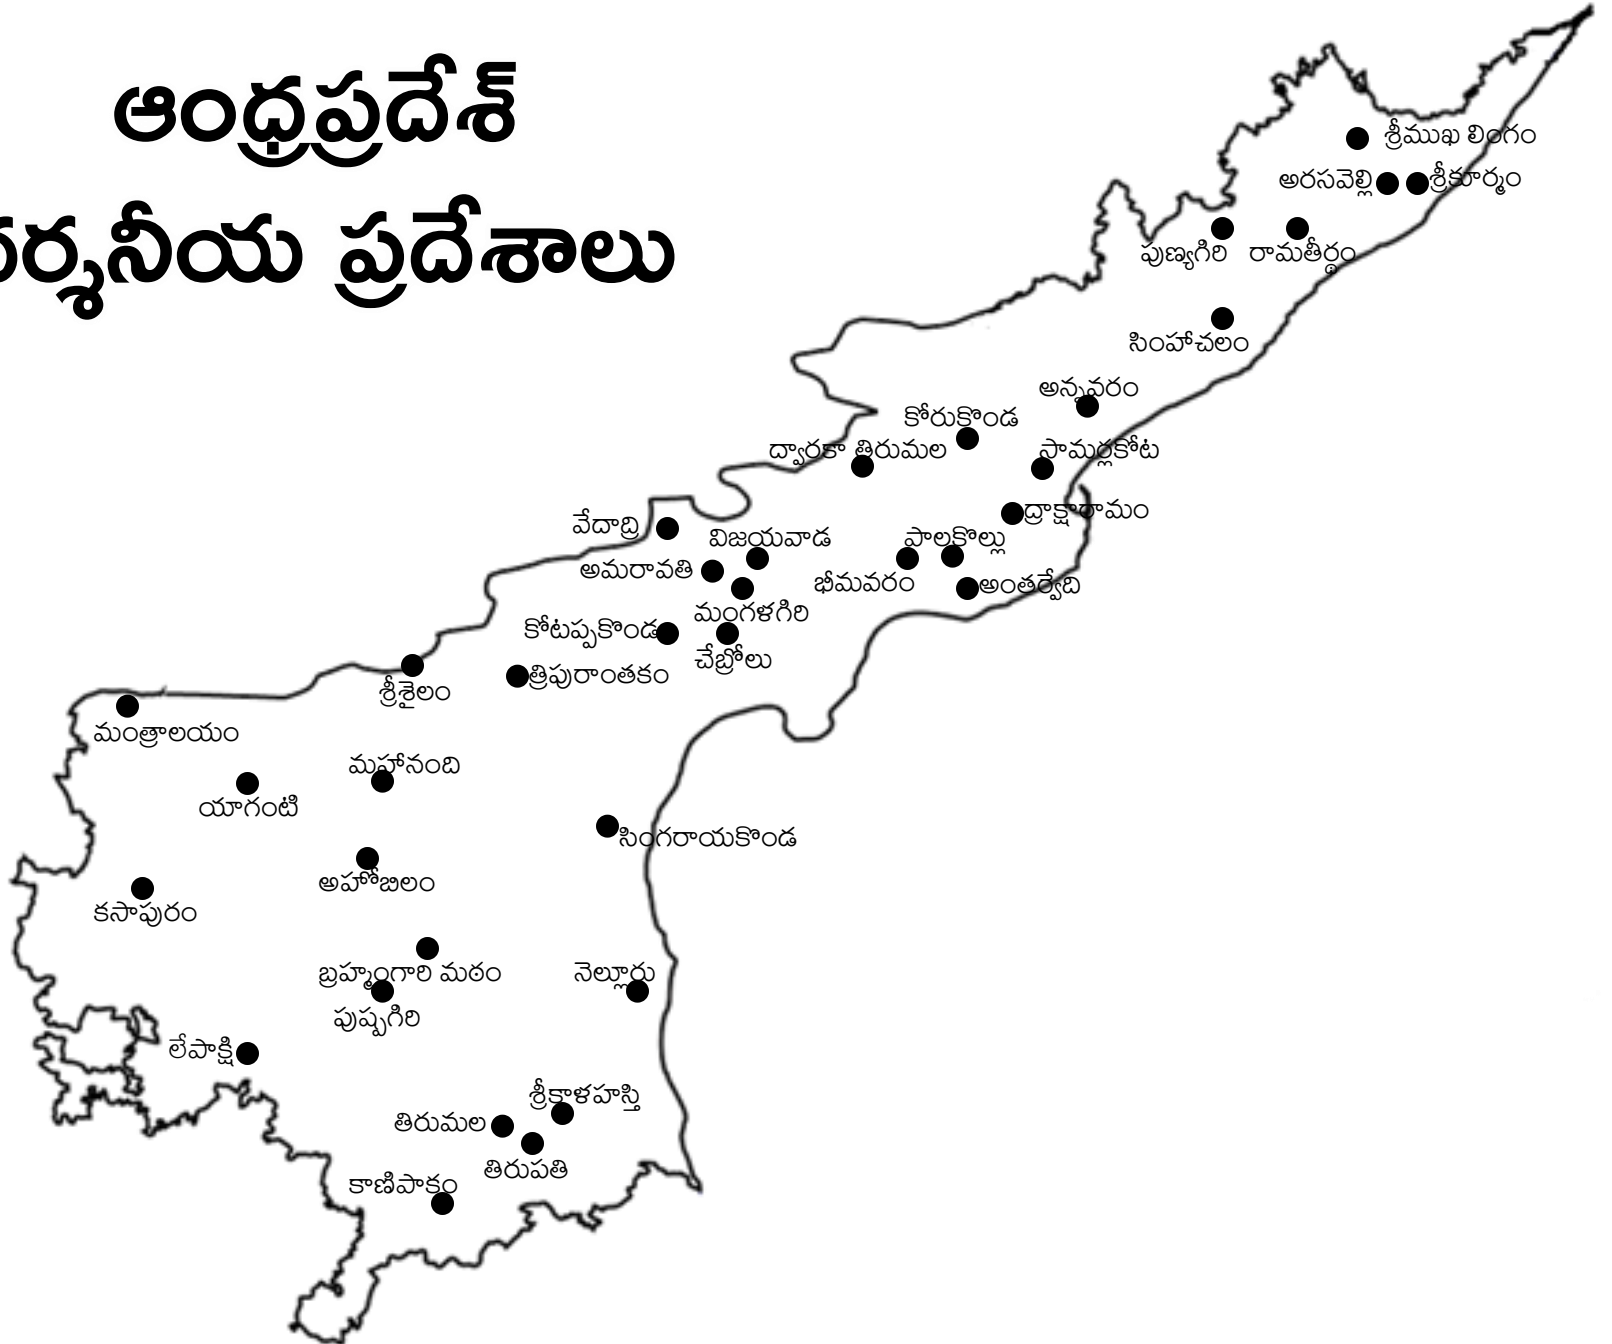 ఆంధ్రప్రదేశ్
దర్శనీయ ప్రదేశాలు
శ్రీముఖ లింగం
అరసవెల్లి
శ్రీకూర్మం
పుణ్యగిరి
రామతీర్థం
సింహాచలం
అన్నవరం
కోరుకొండ
ద్వారకా తిరుమల
సామర్లకోట
ద్రాక్షారామం
వేదాద్రి
విజయవాడ
పాలకొల్లు
అమరావతి
భీమవరం
అంతర్వేది
మంగళగిరి
కోటప్పకొండ
చేబ్రోలు
త్రిపురాంతకం
శ్రీశైలం
మంత్రాలయం
మహానంది
యాగంటి
సింగరాయకొండ
అహోబిలం
కసాపురం
బ్రహ్మంగారి మఠం
నెల్లూరు
పుష్పగిరి
లేపాక్షి
శ్రీకాళహస్తి
తిరుమల
తిరుపతి
కాణిపాకం